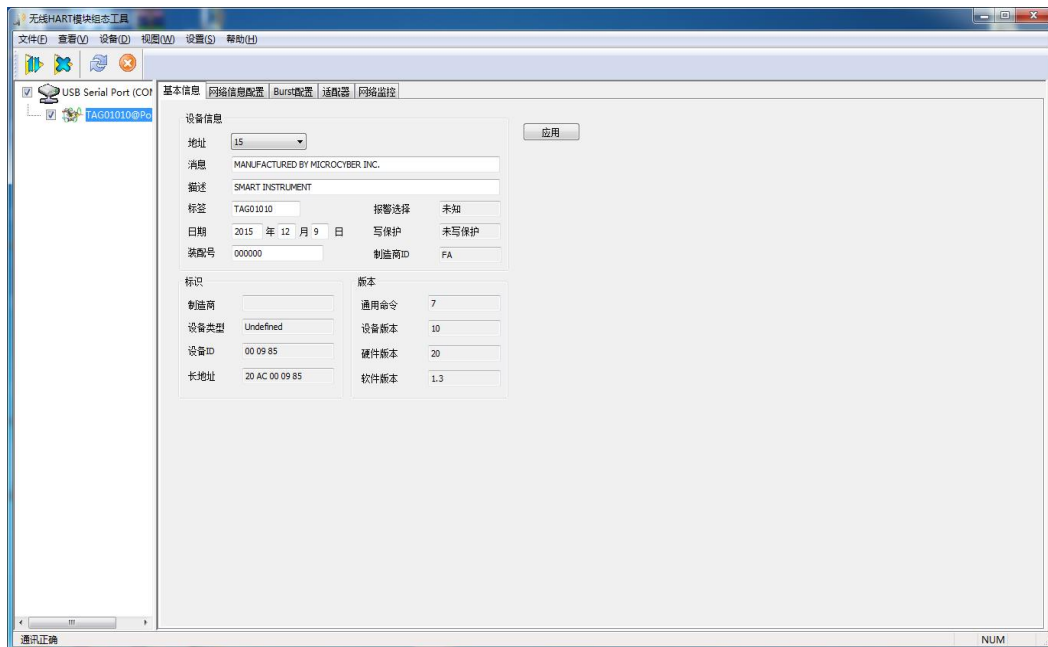 无线HART模块组态工具
文件(F) 查看(V) 设备(D) 视图(W) 设置(S) 帮助(H)
USB Serial Port (COM
TAG01010@Po
基本信息 网络信息配置 Burst配置 适配器 网络监控
设备信息
应用
地址 15
消息 MANUFACTURED BY MICROCYBER INC.
描述 SMART INSTRUMENT
标签 TAG01010 报警选择 未知
日期 2015 年 12 月 9 日 写保护 未写保护
装配号 000000 制造商ID FA
标识 版本
制造商 通用命令 7
设备类型 Undefined 设备版本 10
设备ID 00 09 85 硬件版本 20
长地址 20 AC 00 09 85 软件版本 1.3
通讯正确 NUM